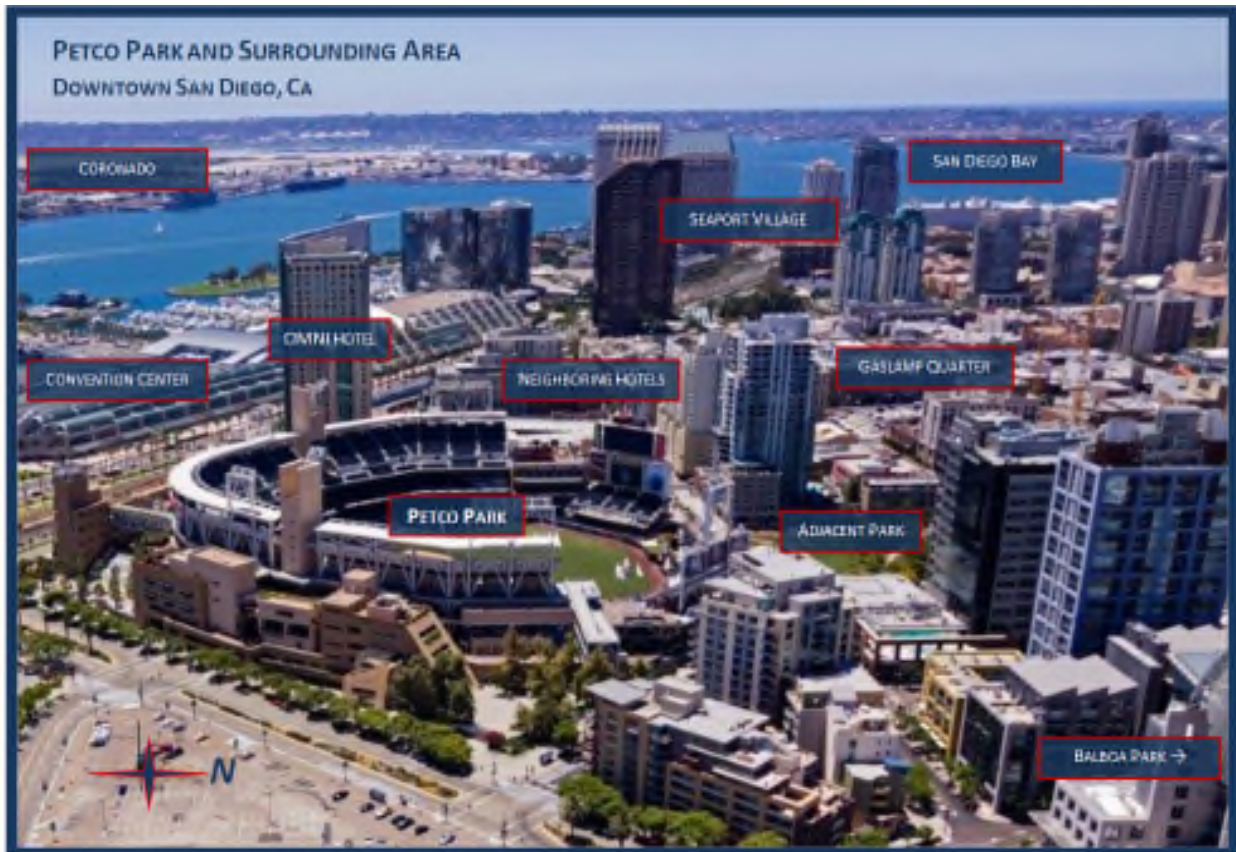 PETCO PARK AND SURROUNDING AREA
DOWNTOWN SAN DIEGO, CA
CORONADO
SAN DIEGO BAY
SEAPORT VILLAGE
OMNI HOTEL
CONVENTION CENTER
NEIGHBORING HOTELS
GASLAMP QUARTER
PETCO PARK
ADJACENT PARK
BALBOA PARK →
N